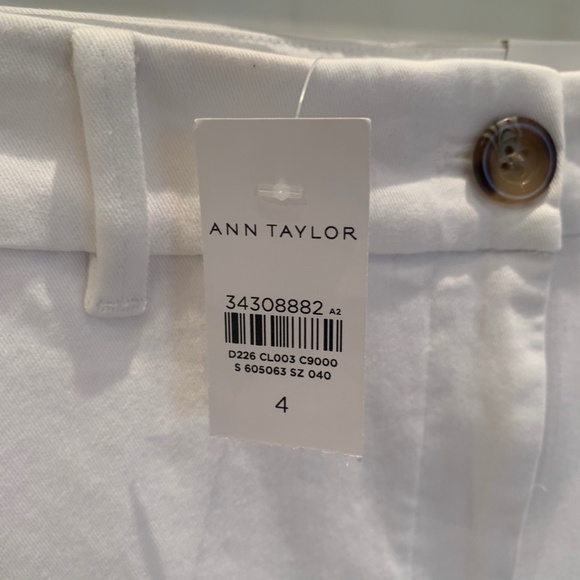 ANN TAYLOR
34308882 A2
D226 CL003 C9000
S 605063 SZ 040
4